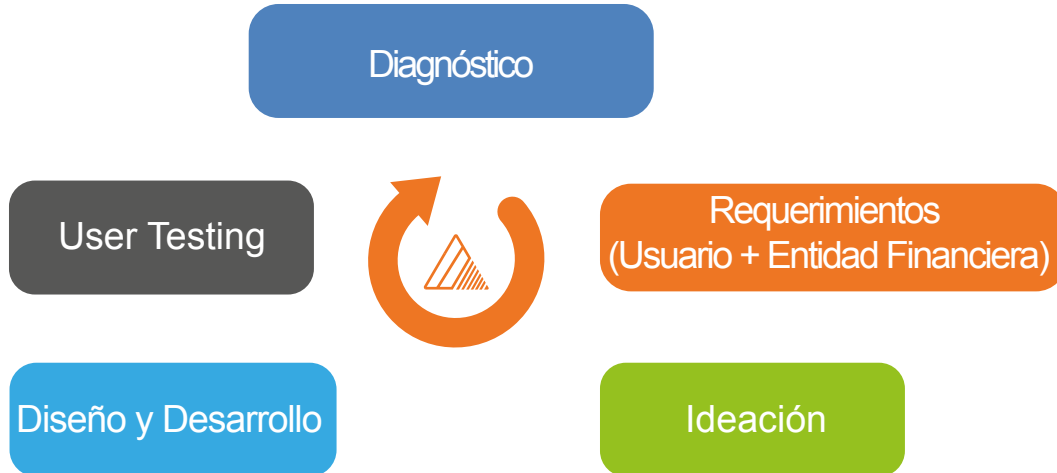 Diagnóstico
User Testing
Requerimientos
(Usuario + Entidad Financiera)
Diseño y Desarrollo
Ideación